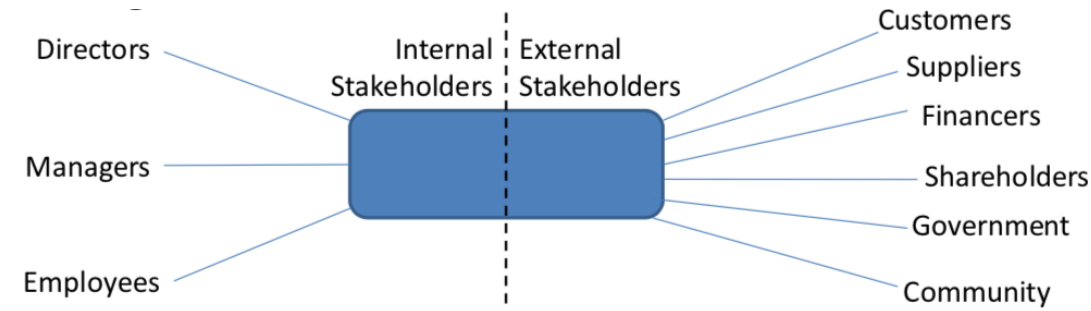 Directors
Managers
Employees
Internal
Stakeholders
External
Stakeholders
Customers
Suppliers
Financers
Shareholders
Government
Community